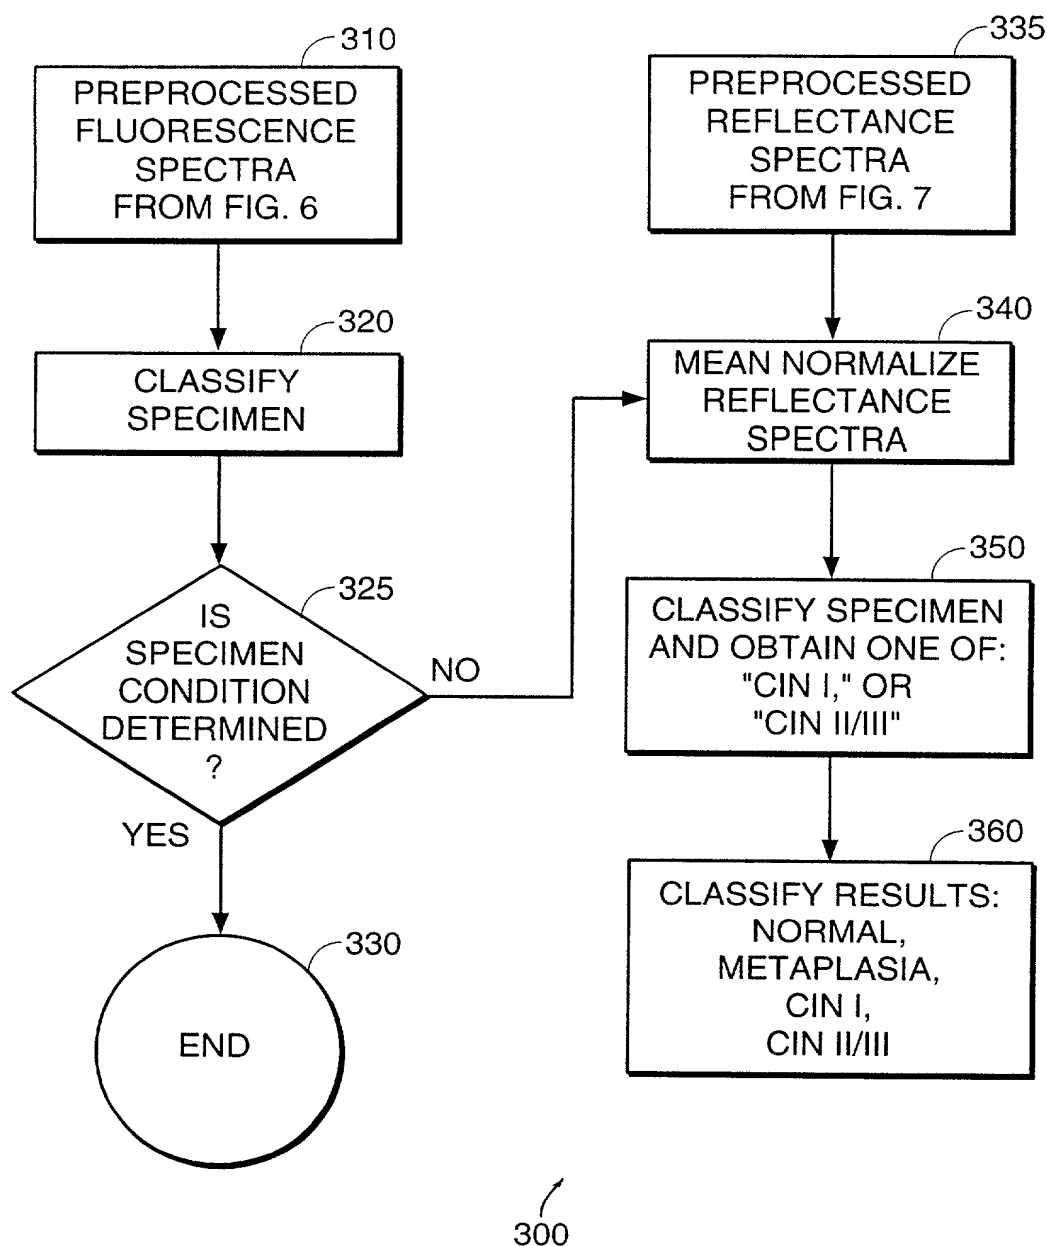 310
PREPROCESSED
FLUORESCENCE
SPECTRA
FROM FIG. 6
320
CLASSIFY
SPECIMEN
325
IS
SPECIMEN
CONDITION
DETERMINED
?
NO
YES
330
END
335
PREPROCESSED
REFLECTANCE
SPECTRA
FROM FIG. 7
340
MEAN NORMALIZE
REFLECTANCE
SPECTRA
350
CLASSIFY SPECIMEN
AND OBTAIN ONE OF:
"CIN I," OR
"CIN II/III"
360
CLASSIFY RESULTS:
NORMAL,
METAPLASIA,
CIN I,
CIN II/III
300